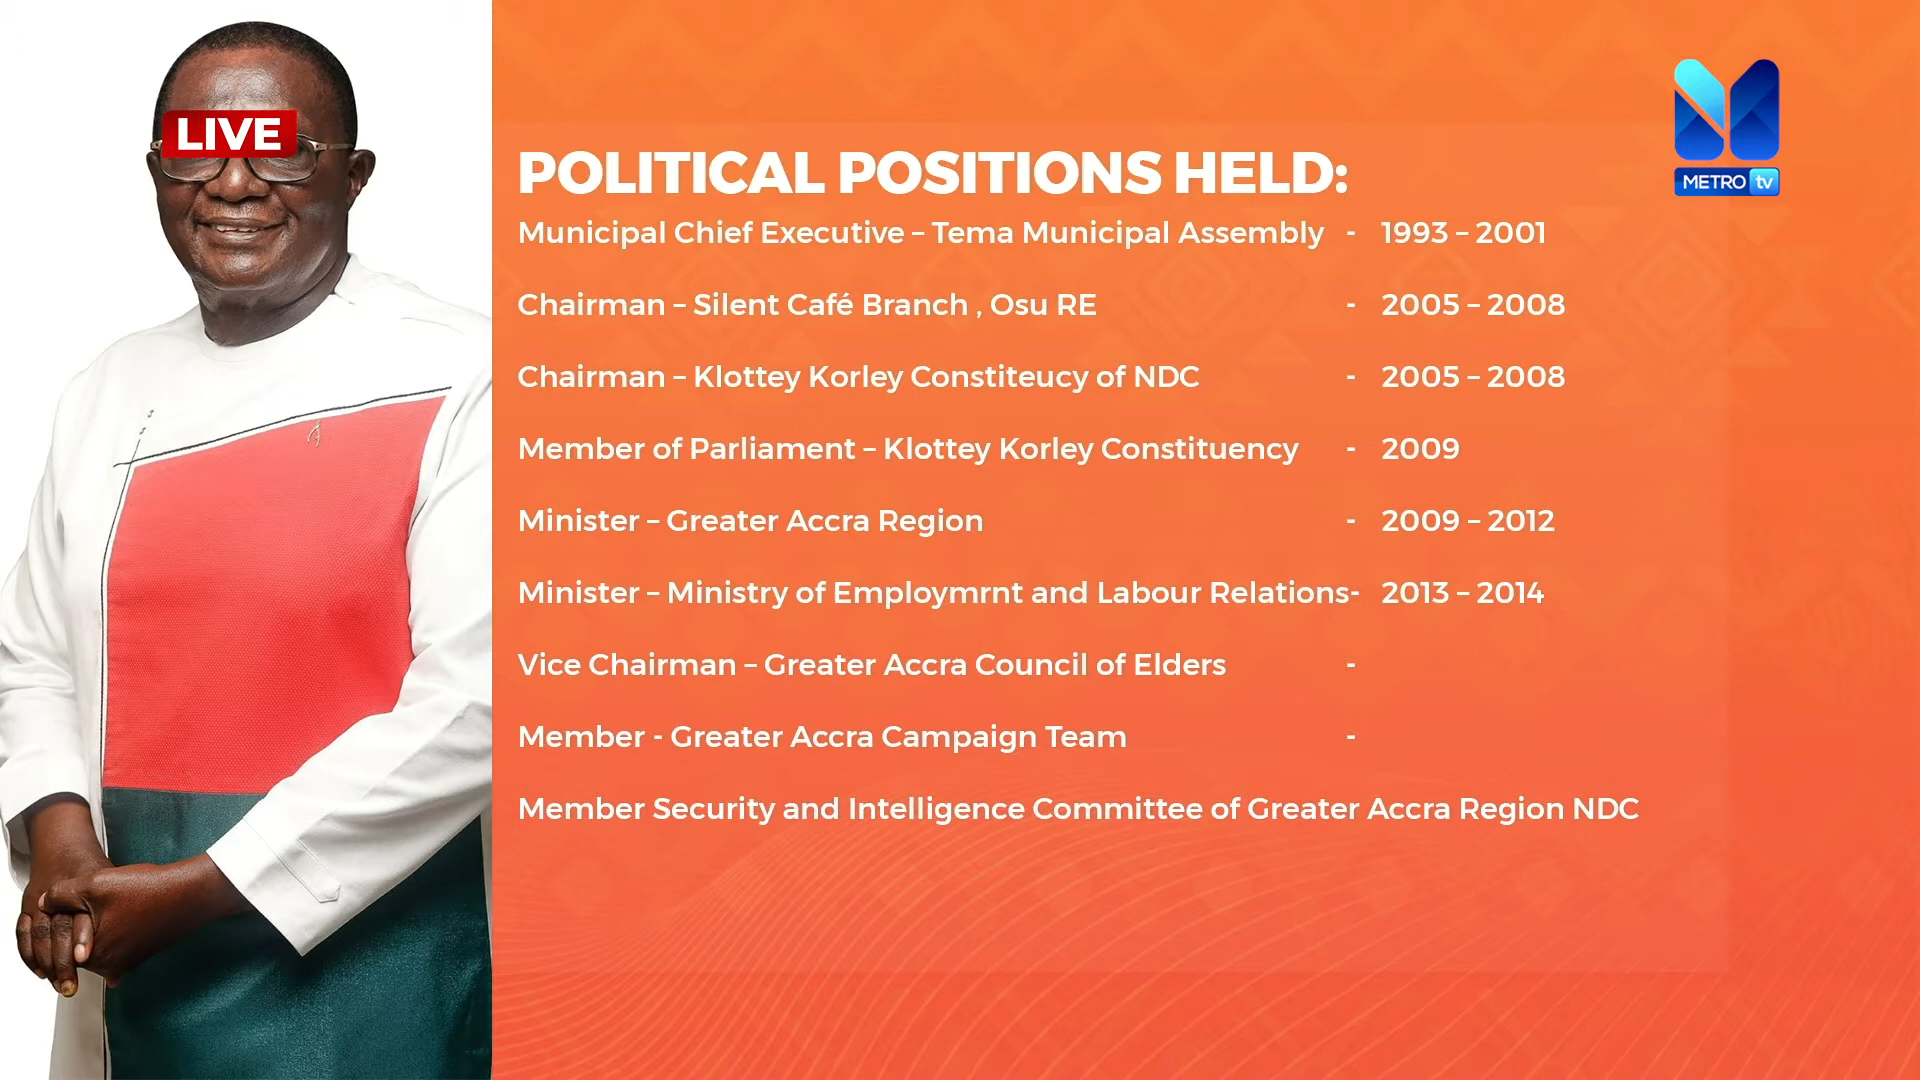 LIVE
METRO tv
POLITICAL POSITIONS HELD:
Municipal Chief Executive – Tema Municipal Assembly - 1993 – 2001
Chairman – Silent Café Branch , Osu RE - 2005 – 2008
Chairman – Klottey Korley Constiteucy of NDC - 2005 – 2008
Member of Parliament – Klottey Korley Constituency - 2009
Minister – Greater Accra Region - 2009 – 2012
Minister – Ministry of Employmrnt and Labour Relations- 2013 – 2014
Vice Chairman – Greater Accra Council of Elders -
Member - Greater Accra Campaign Team -
Member Security and Intelligence Committee of Greater Accra Region NDC